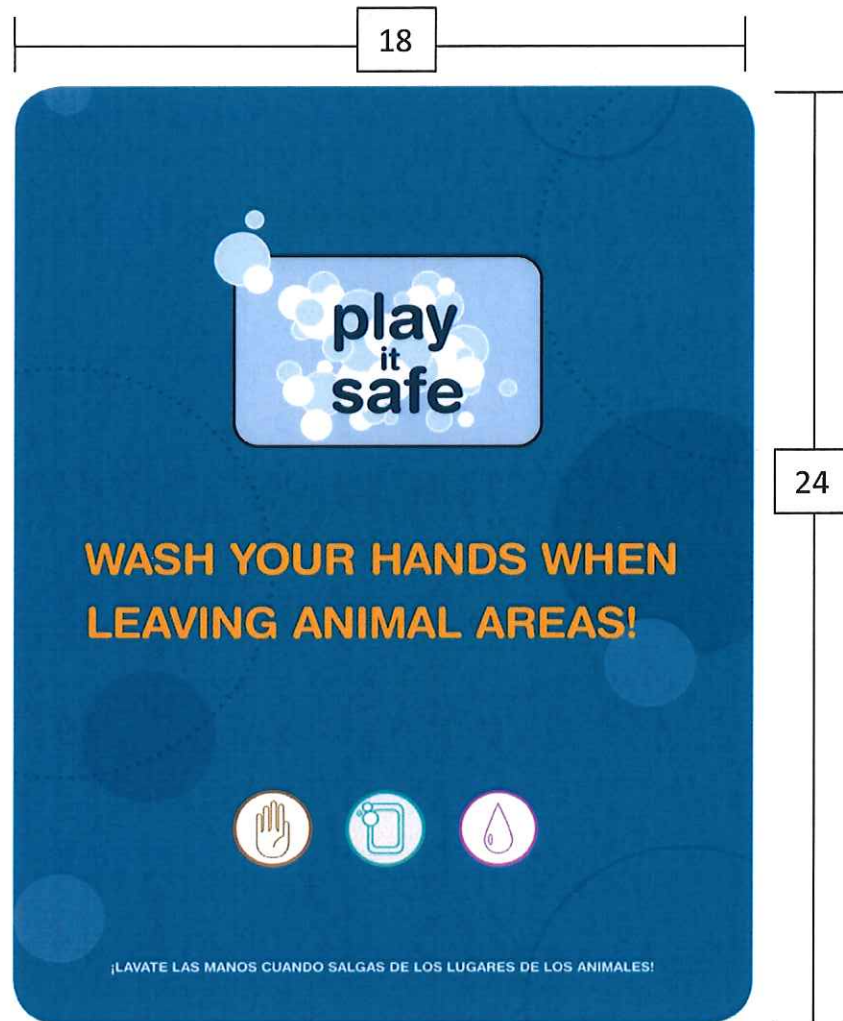 18
play
it
safe
24
WASH YOUR HANDS WHEN
LEAVING ANIMAL AREAS!
¡LAVATE LAS MANOS CUANDO SALGAS DE LOS LUGARES DE LOS ANIMALES!